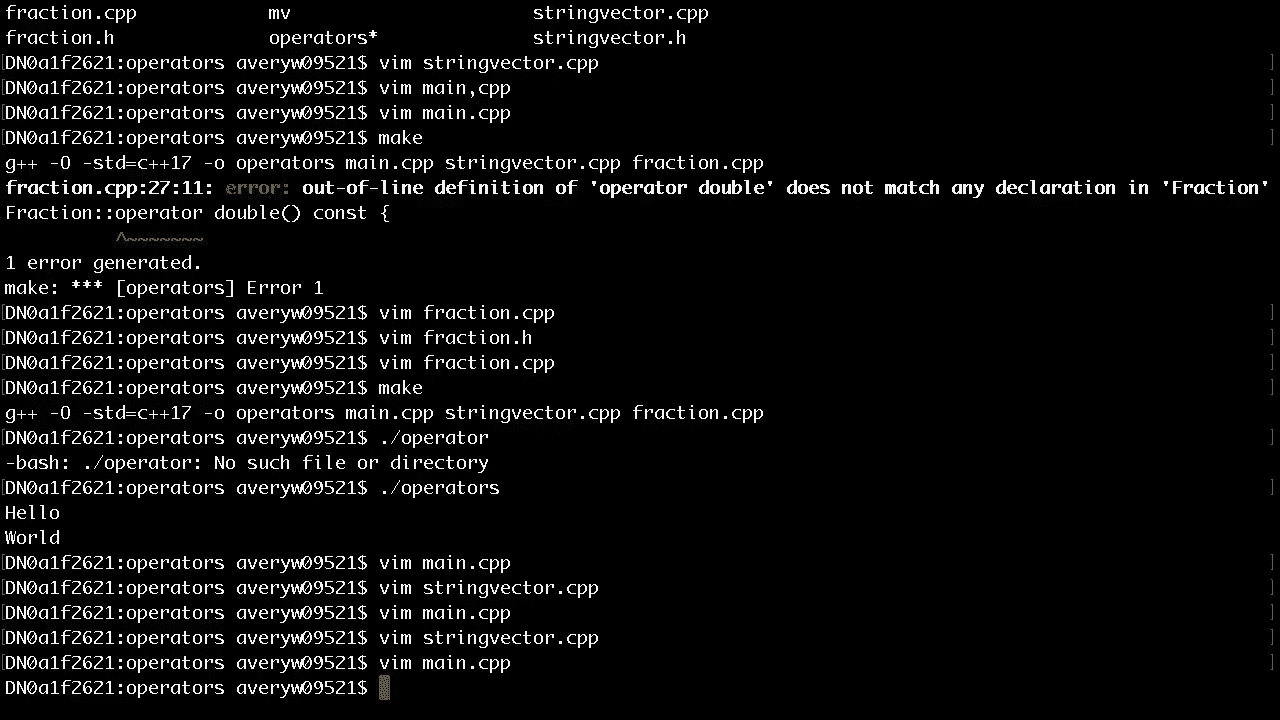 fraction.cpp mv stringvector.cpp
fraction.h operators* stringvector.h
[DN0a1f2621:operators averyw09521$ vim stringvector.cpp ]
[DN0a1f2621:operators averyw09521$ vim main,cpp ]
[DN0a1f2621:operators averyw09521$ vim main.cpp ]
[DN0a1f2621:operators averyw09521$ make ]
g++ -O -std=c++17 -o operators main.cpp stringvector.cpp fraction.cpp
fraction.cpp:27:11: error: out-of-line definition of 'operator double' does not match any declaration in 'Fraction'
Fraction::operator double() const {
^~~~~~~~
1 error generated.
make: *** [operators] Error 1
[DN0a1f2621:operators averyw09521$ vim fraction.cpp ]
[DN0a1f2621:operators averyw09521$ vim fraction.h ]
[DN0a1f2621:operators averyw09521$ vim fraction.cpp ]
[DN0a1f2621:operators averyw09521$ make ]
g++ -O -std=c++17 -o operators main.cpp stringvector.cpp fraction.cpp
[DN0a1f2621:operators averyw09521$ ./operator ]
-bash: ./operator: No such file or directory
[DN0a1f2621:operators averyw09521$ ./operators ]
Hello
World
[DN0a1f2621:operators averyw09521$ vim main.cpp ]
[DN0a1f2621:operators averyw09521$ vim stringvector.cpp ]
[DN0a1f2621:operators averyw09521$ vim main.cpp ]
[DN0a1f2621:operators averyw09521$ vim stringvector.cpp ]
[DN0a1f2621:operators averyw09521$ vim main.cpp ]
DN0a1f2621:operators averyw09521$